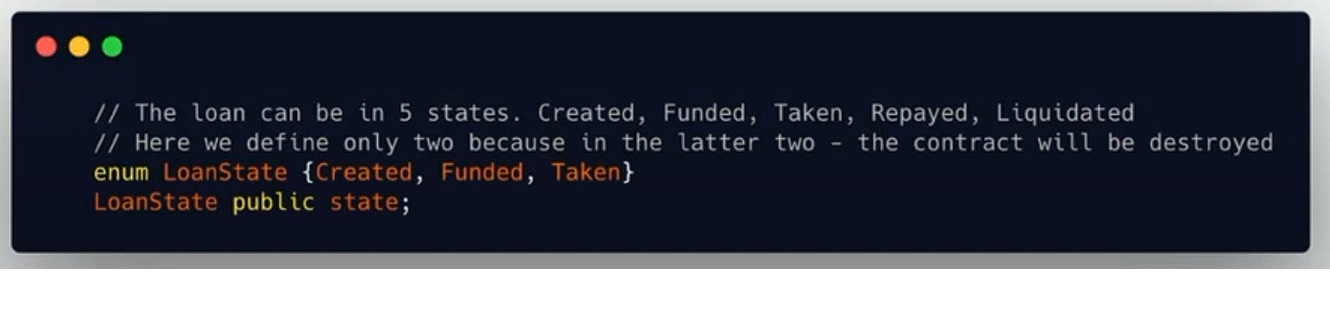 // The loan can be in 5 states. Created, Funded, Taken, Repayed, Liquidated
// Here we define only two because in the latter two - the contract will be destroyed
enum LoanState {Created, Funded, Taken}
LoanState public state;